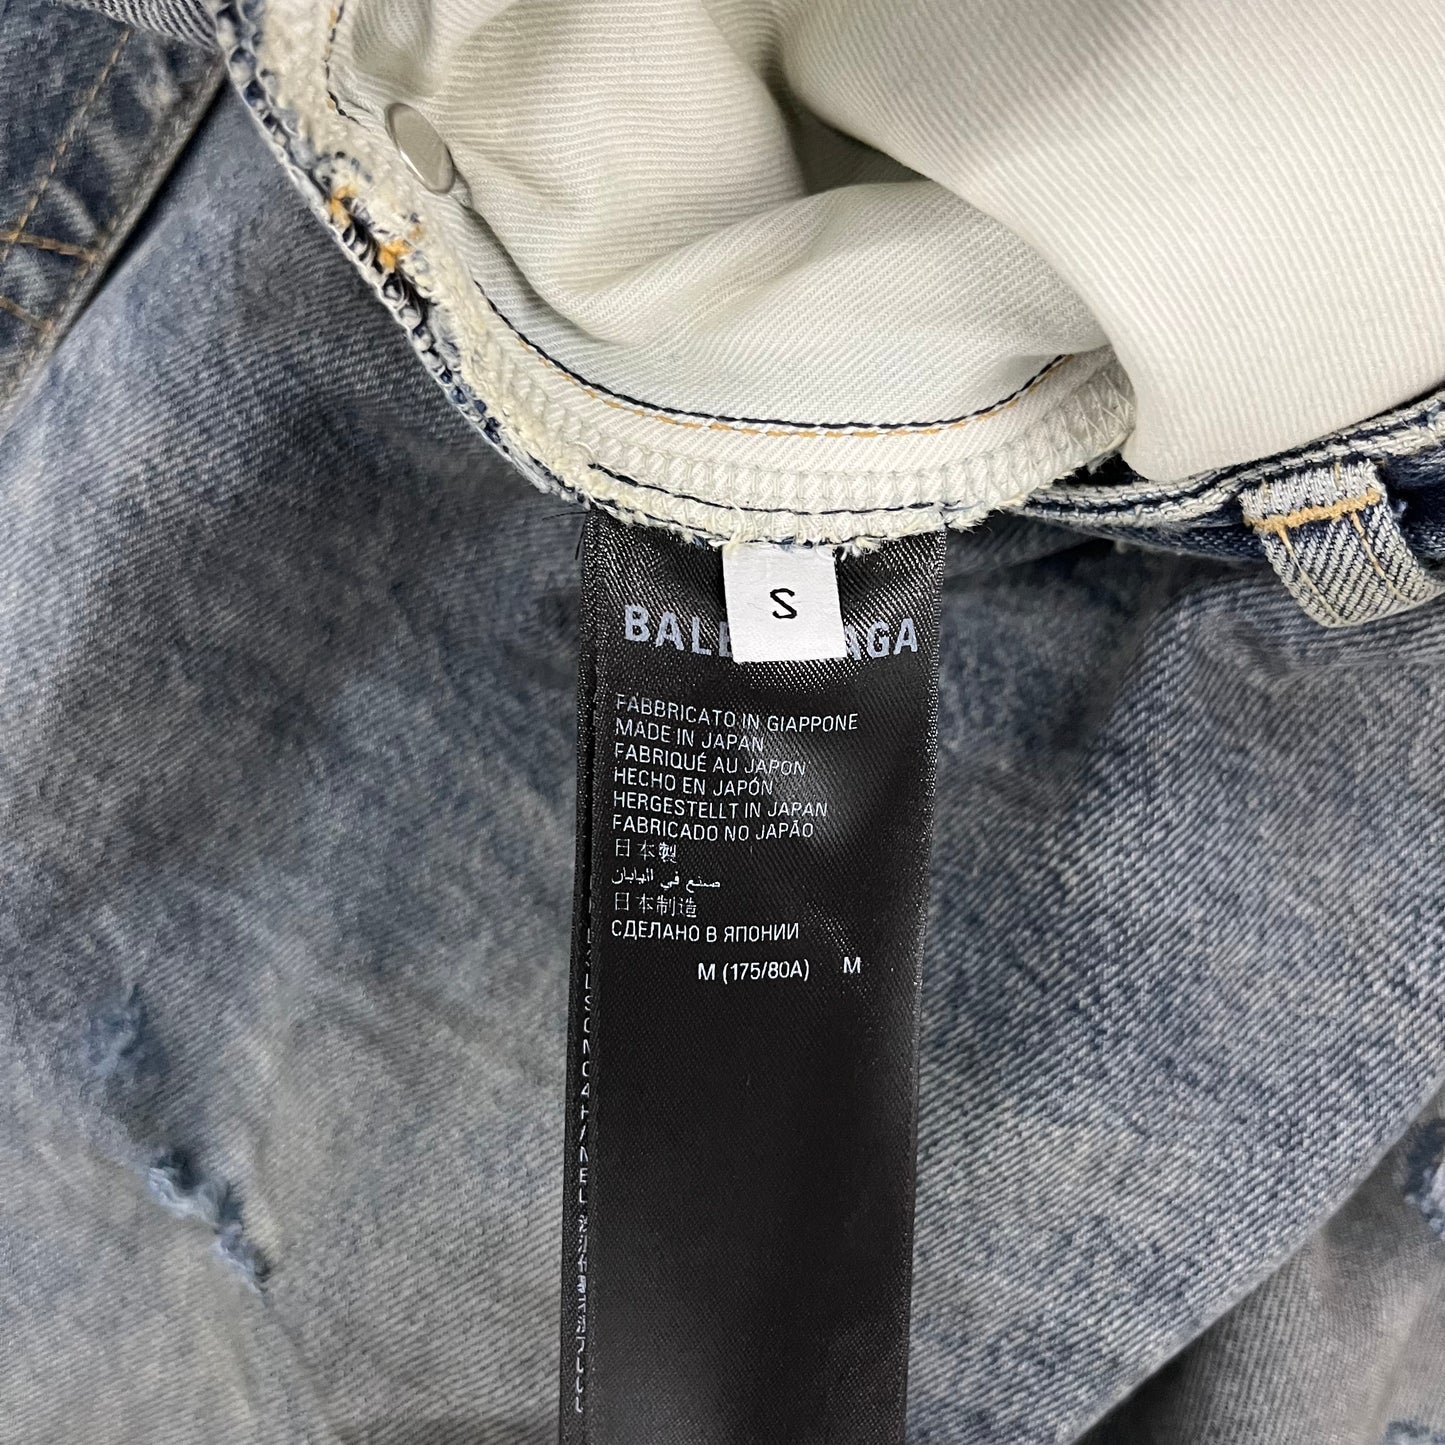 S
BALE AGA
FABBRICATO IN GIAPPONE
MADE IN JAPAN
FABRIQUÉ AU JAPON
HECHO EN JAPÓN
HERGESTELLT IN JAPAN
FABRICADO NO JAPÃO
日本製
صنع في اليابان
日本制造
СДЕЛАНО В ЯПОНИИ
M (175/80A) M